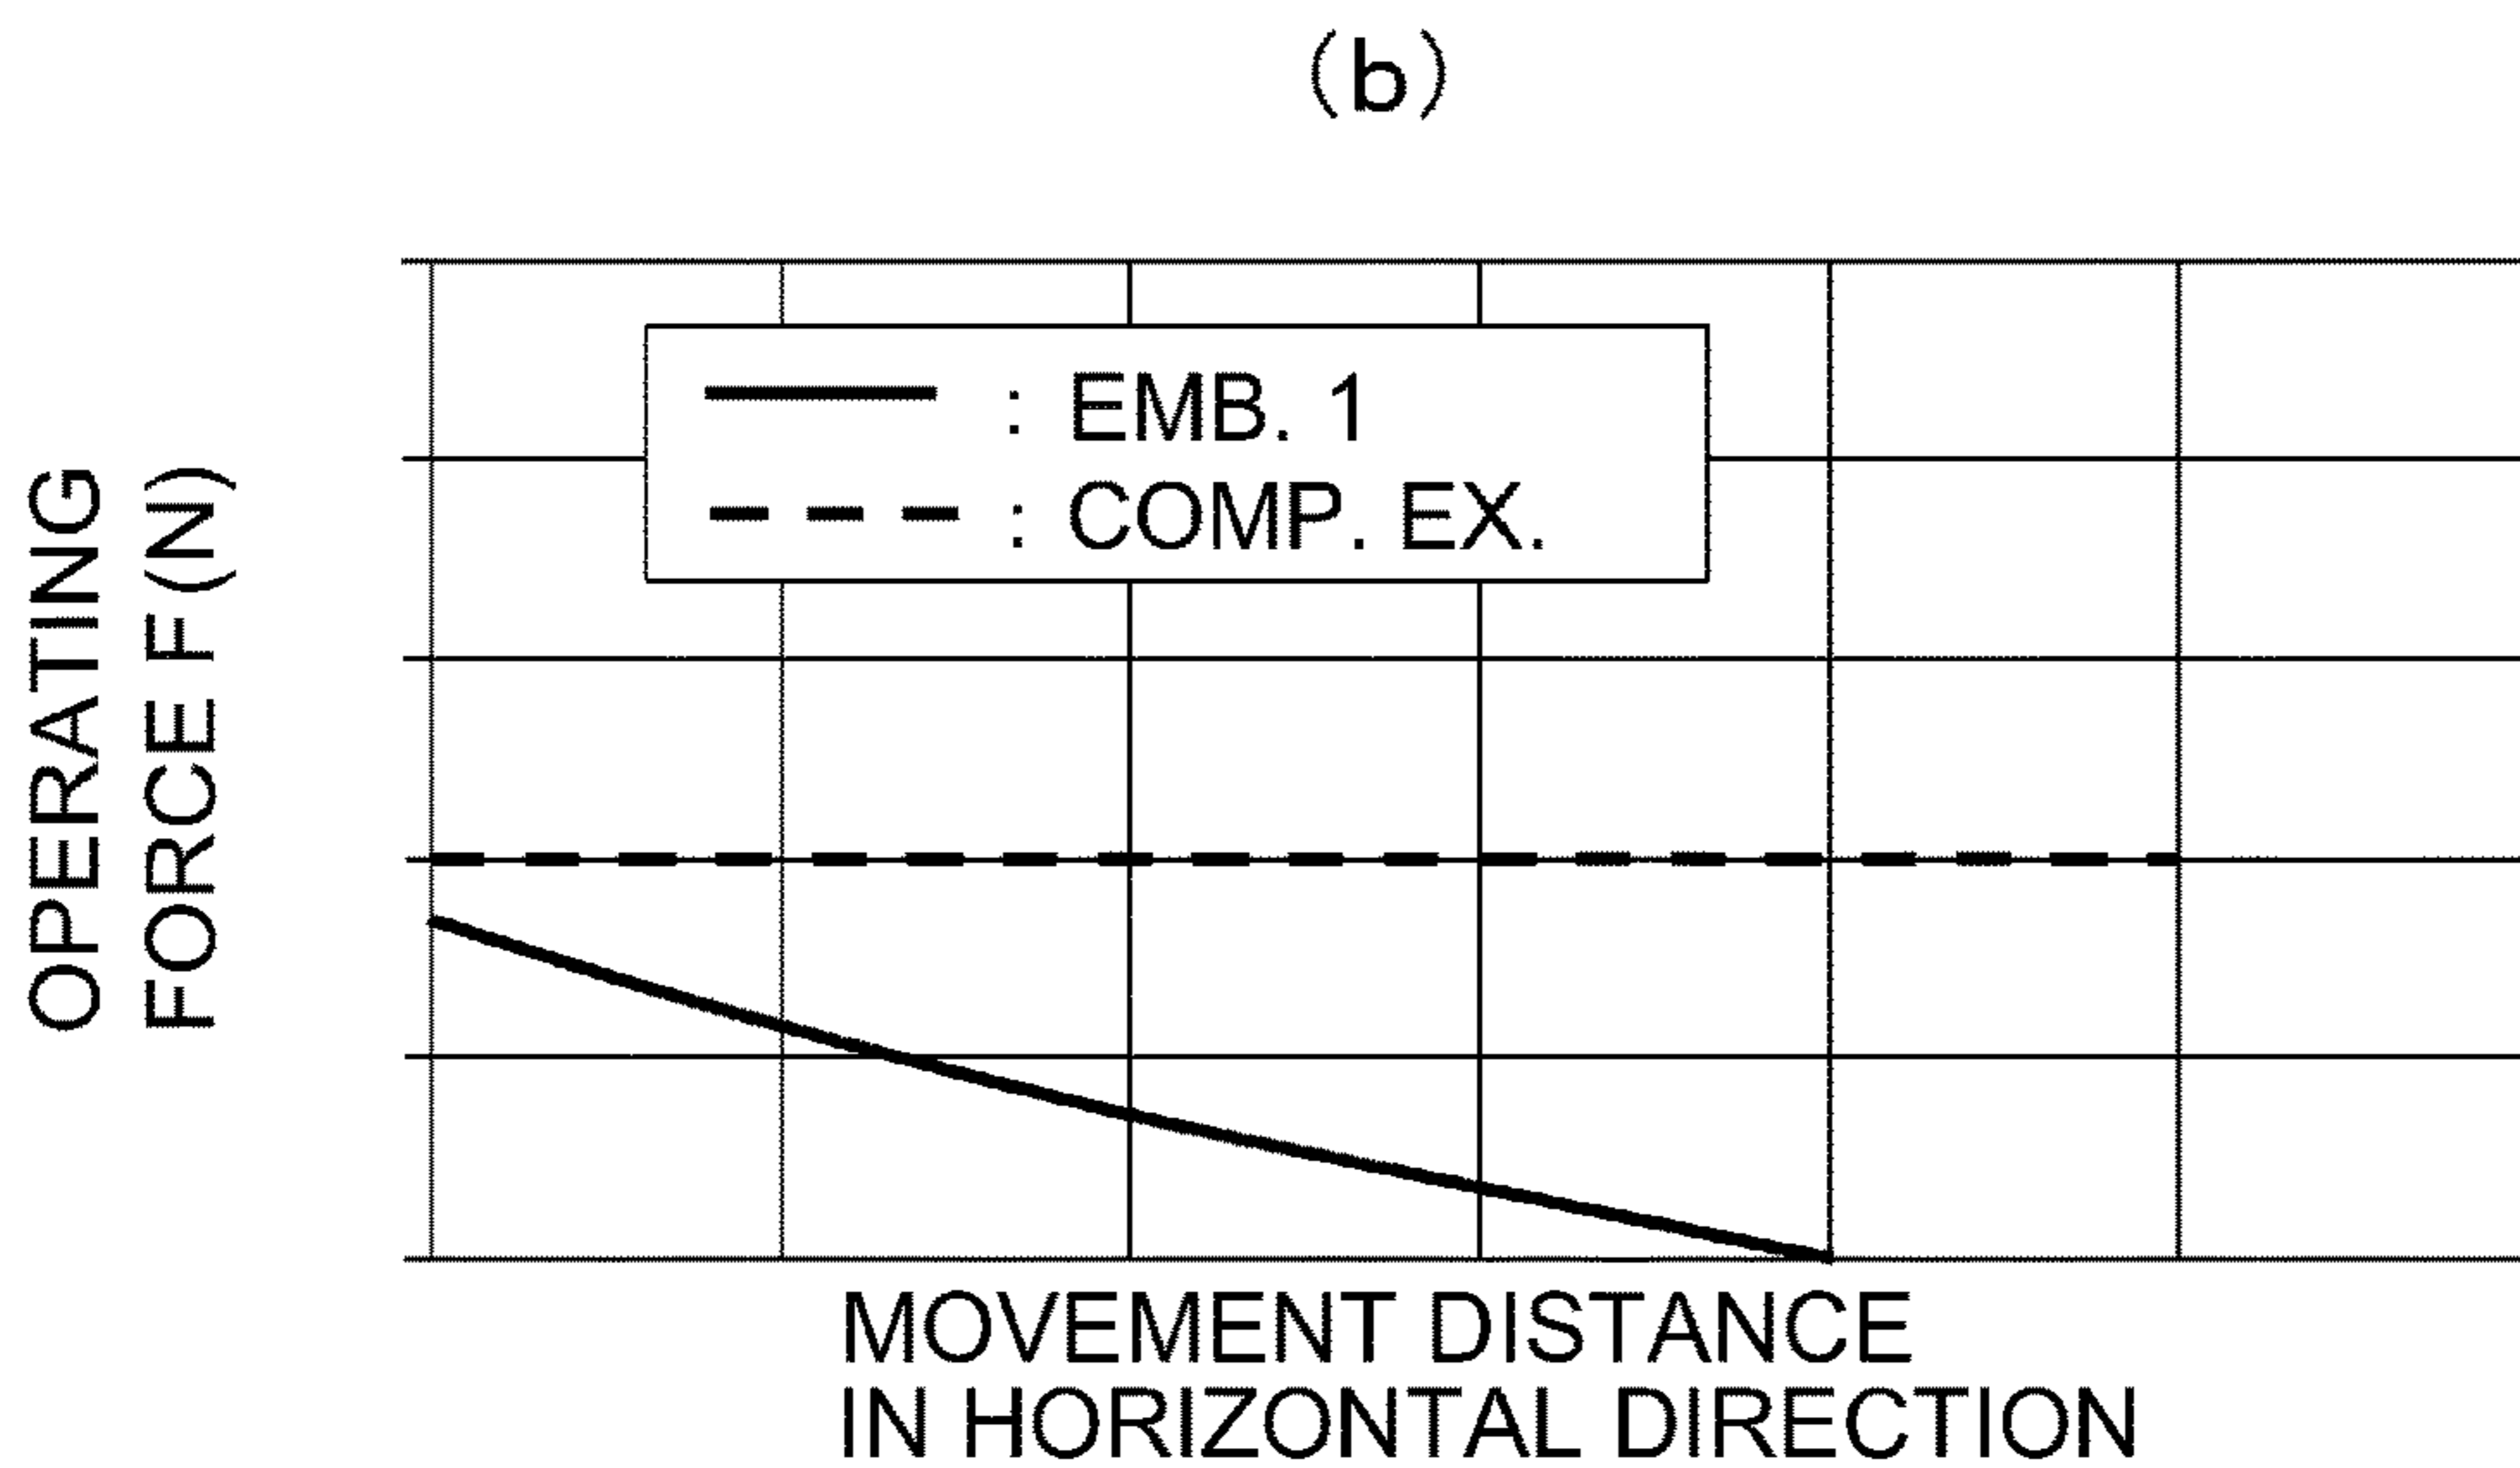 (b)
OPERATING
FORCE F (N)
: EMB. 1
: COMP. EX.
MOVEMENT DISTANCE
IN HORIZONTAL DIRECTION